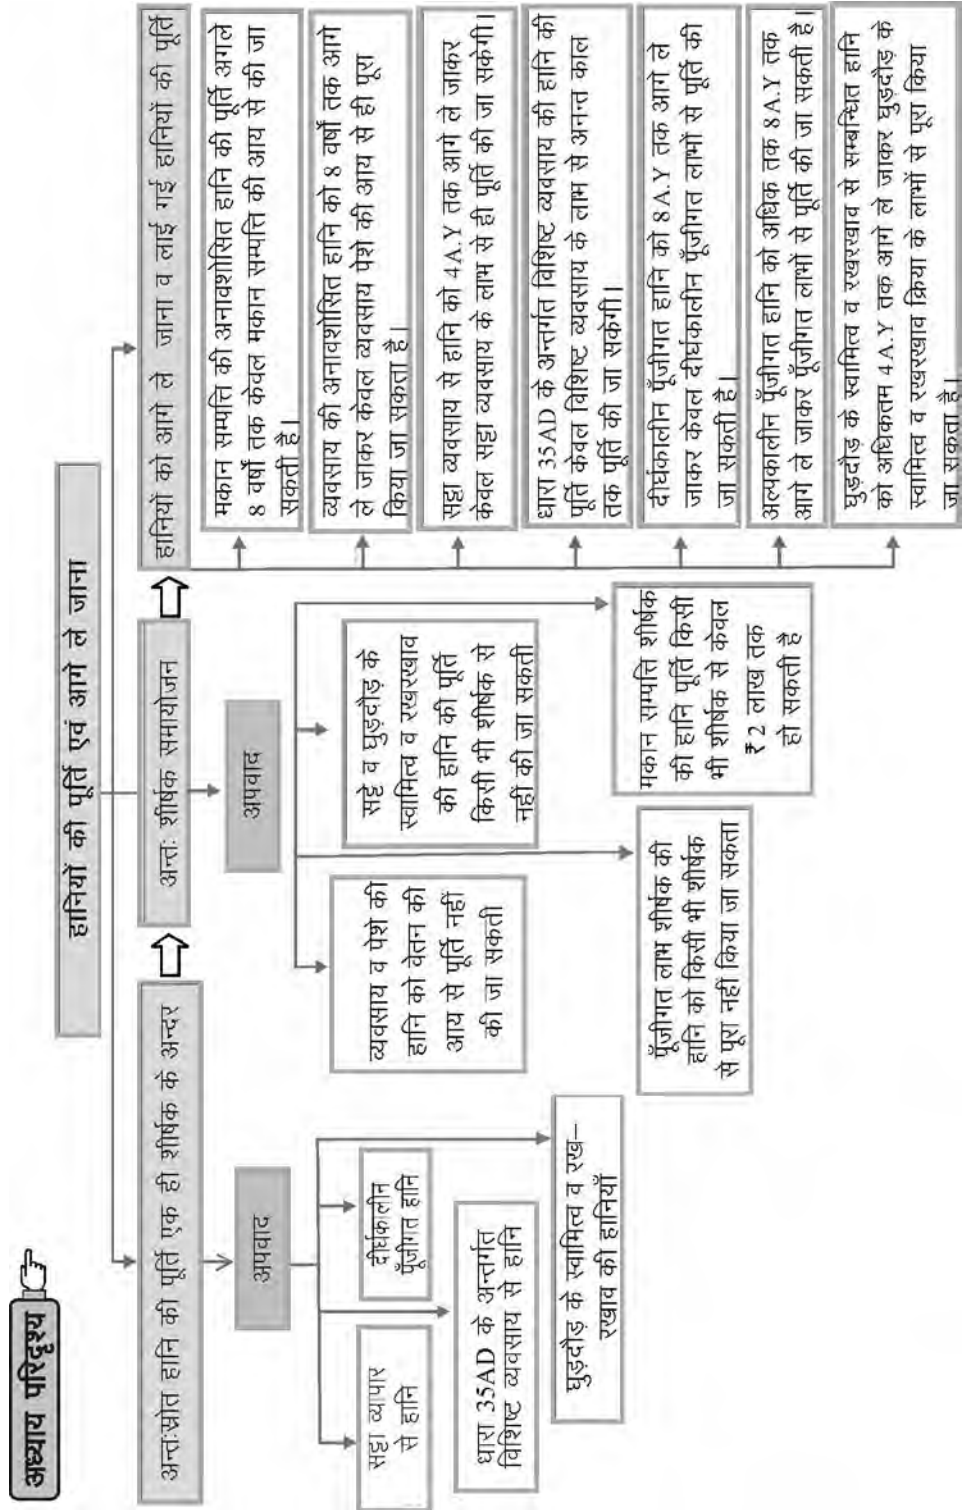 अध्याय परिदृश्य
हानियों की पूर्ति एवं आगे ले जाना
अन्तःस्रोत हानि की पूर्ति एक ही शीर्षक के अन्दर
अपवाद
सट्टा व्यापार
से हानि
दीर्घकालीन
पूँजीगत हानि
धारा 35AD के अन्तर्गत
विशिष्ट व्यवसाय से हानि
घुड़दौड़ के स्वामित्व व रख–
रखाव की हानियाँ
अन्तः शीर्षक समायोजन
अपवाद
व्यवसाय व पेशे की
हानि को वेतन की
आय से पूर्ति नहीं
की जा सकती
सट्टे व घुड़दौड़ के
स्वामित्व व रखरखाव
की हानि की पूर्ति
किसी भी शीर्षक से
नहीं की जा सकती
पूँजीगत लाभ शीर्षक की
हानि को किसी भी शीर्षक
से पूरा नहीं किया जा सकता
मकान सम्पत्ति शीर्षक
की हानि पूर्ति किसी
भी शीर्षक से केवल
₹ 2 लाख तक
हो सकती है
हानियों को आगे ले जाना व लाई गई हानियों की पूर्ति
मकान सम्पत्ति की अनावशोसित हानि की पूर्ति अगले
8 वर्षों तक केवल मकान सम्पत्ति की आय से की जा
सकती है।
व्यवसाय की अनावशोसित हानि को 8 वर्षों तक आगे
ले जाकर केवल व्यवसाय पेशे की आय से ही पूरा
किया जा सकता है।
सट्टा व्यवसाय से हानि को 4A.Y तक आगे ले जाकर
केवल सट्टा व्यवसाय के लाभ से ही पूर्ति की जा सकेगी।
धारा 35AD के अन्तर्गत विशिष्ट व्यवसाय की हानि की
पूर्ति केवल विशिष्ट व्यवसाय के लाभ से अनन्त काल
तक पूर्ति की जा सकेगी।
दीर्घकालीन पूँजीगत हानि को 8A.Y तक आगे ले
जाकर केवल दीर्घकालीन पूँजीगत लाभों से पूर्ति की
जा सकती है।
अल्पकालीन पूँजीगत हानि को अधिक तक 8A.Y तक
आगे ले जाकर पूँजीगत लाभों से पूर्ति की जा सकती है।
घुड़दौड़ के स्वामित्व व रखरखाव से सम्बन्धित हानि
को अधिकतम 4A.Y तक आगे ले जाकर घुड़दौड़ के
स्वामित्व व रखरखाव क्रिया के लाभों से पूरा किया
जा सकता है।